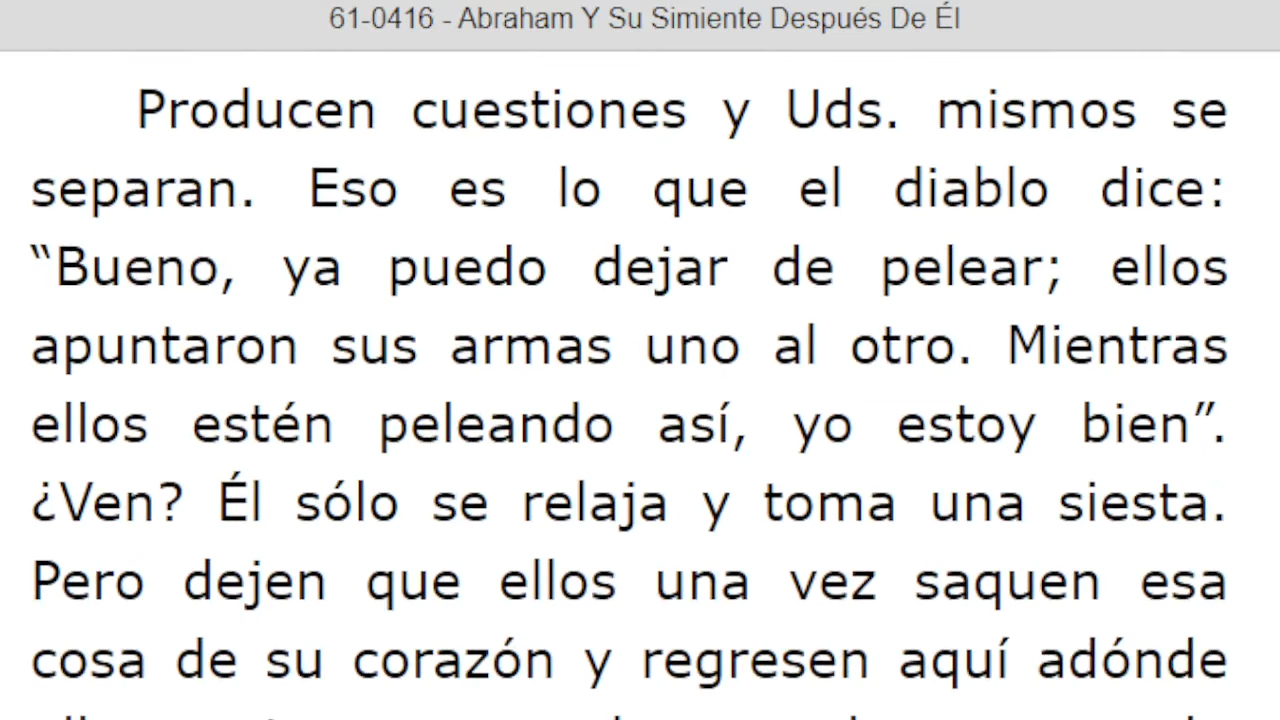 61-0416 - Abraham Y Su Simiente Después De Él
Producen cuestiones y Uds. mismos se
separan. Eso es lo que el diablo dice:
“Bueno, ya puedo dejar de pelear; ellos
apuntaron sus armas uno al otro. Mientras
ellos estén peleando así, yo estoy bien”.
¿Ven? Él sólo se relaja y toma una siesta.
Pero dejen que ellos una vez saquen esa
cosa de su corazón y regresen aquí adónde